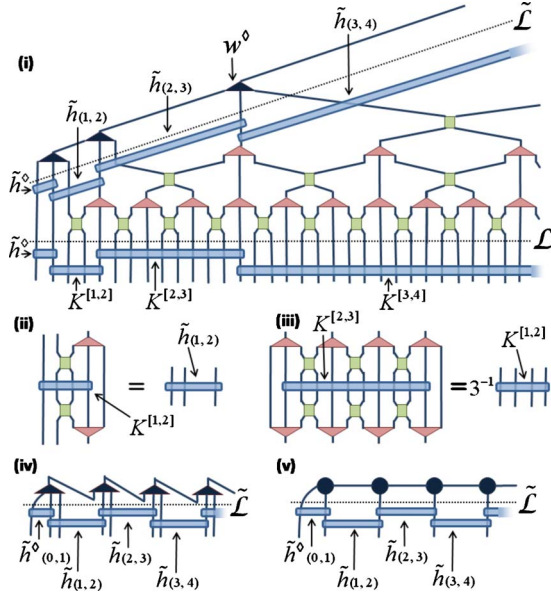 (i)
w^◊
h̃_(3, 4)
𝓛̃
h̃_(2, 3)
h̃_(1, 2)
h̃^◊
h̃^◊
𝓛
K^[1,2]
K^[2,3]
K^[3,4]
(ii)
h̃_(1, 2)
=
K^[1,2]
(iii)
K^[2,3]
K^[1,2]
= 3^-1
(iv)
𝓛̃
h̃^◊_(0,1)
h̃_(1, 2)
h̃_(2, 3)
h̃_(3, 4)
(v)
𝓛̃
h̃^◊_(0,1)
h̃_(1, 2)
h̃_(2, 3)
h̃_(3, 4)